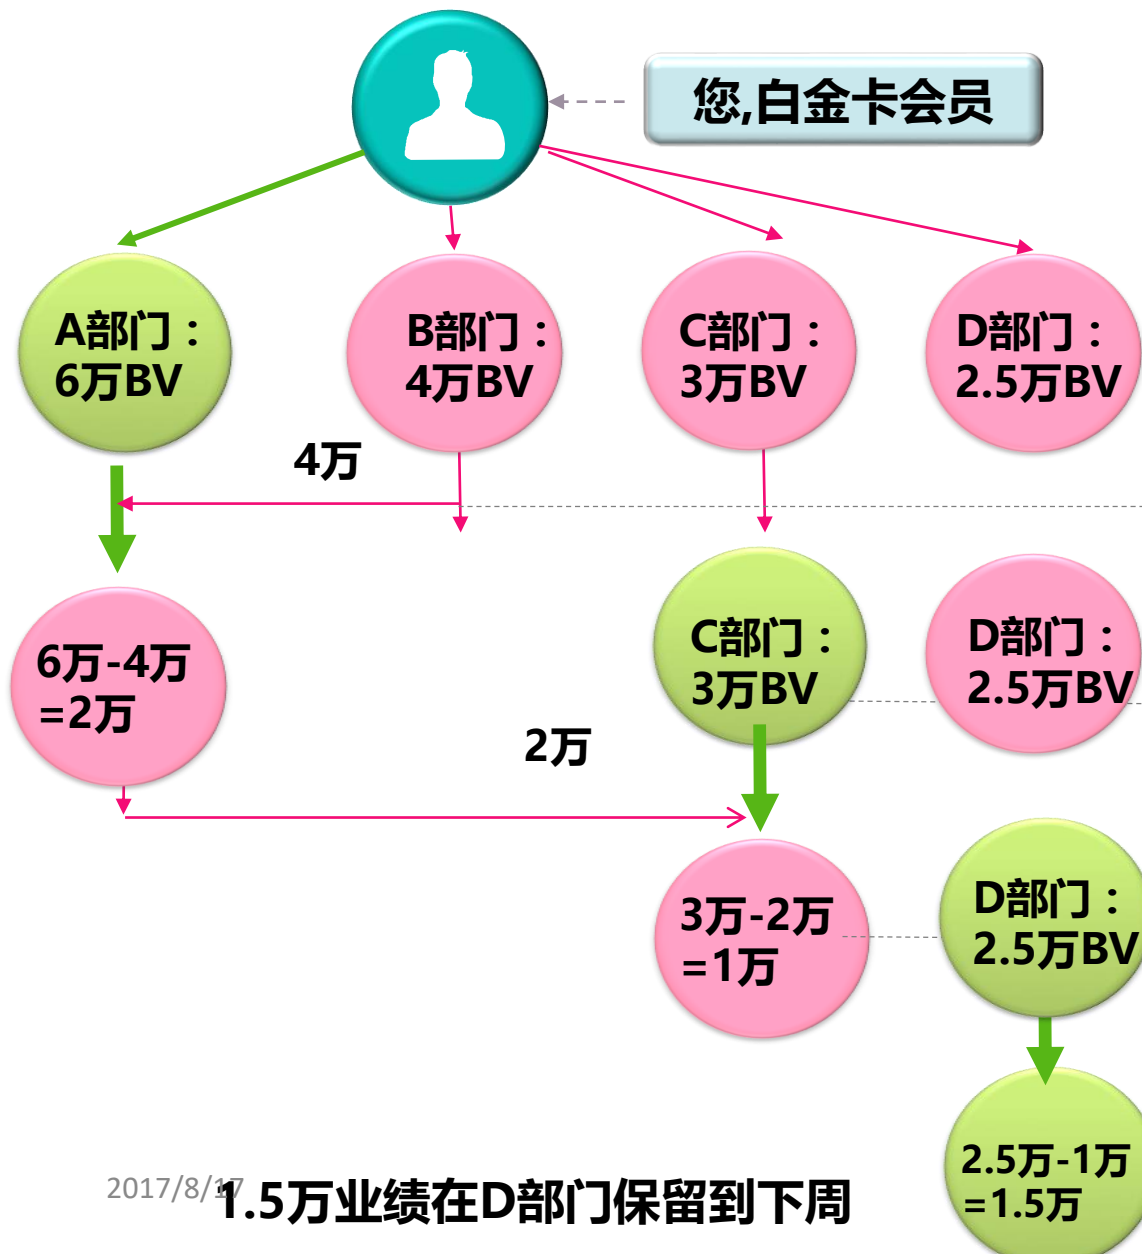 您,白金卡会员
A部门：
6万BV
B部门：
4万BV
C部门：
3万BV
D部门：
2.5万BV
4万
6万-4万
=2万
C部门：
3万BV
D部门：
2.5万BV
2万
3万-2万
=1万
D部门：
2.5万BV
2.5万-1万
=1.5万
2017/8/17
1.5万业绩在D部门保留到下周